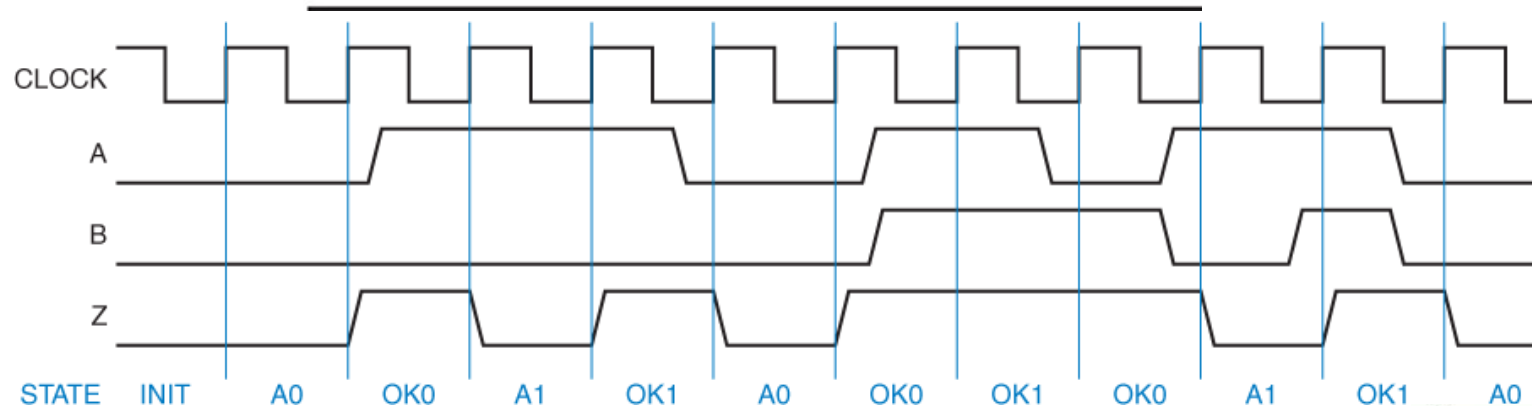 CLOCK
A
B
Z
STATE INIT A0 OK0 A1 OK1 A0 OK0 OK1 OK0 A1 OK1 A0